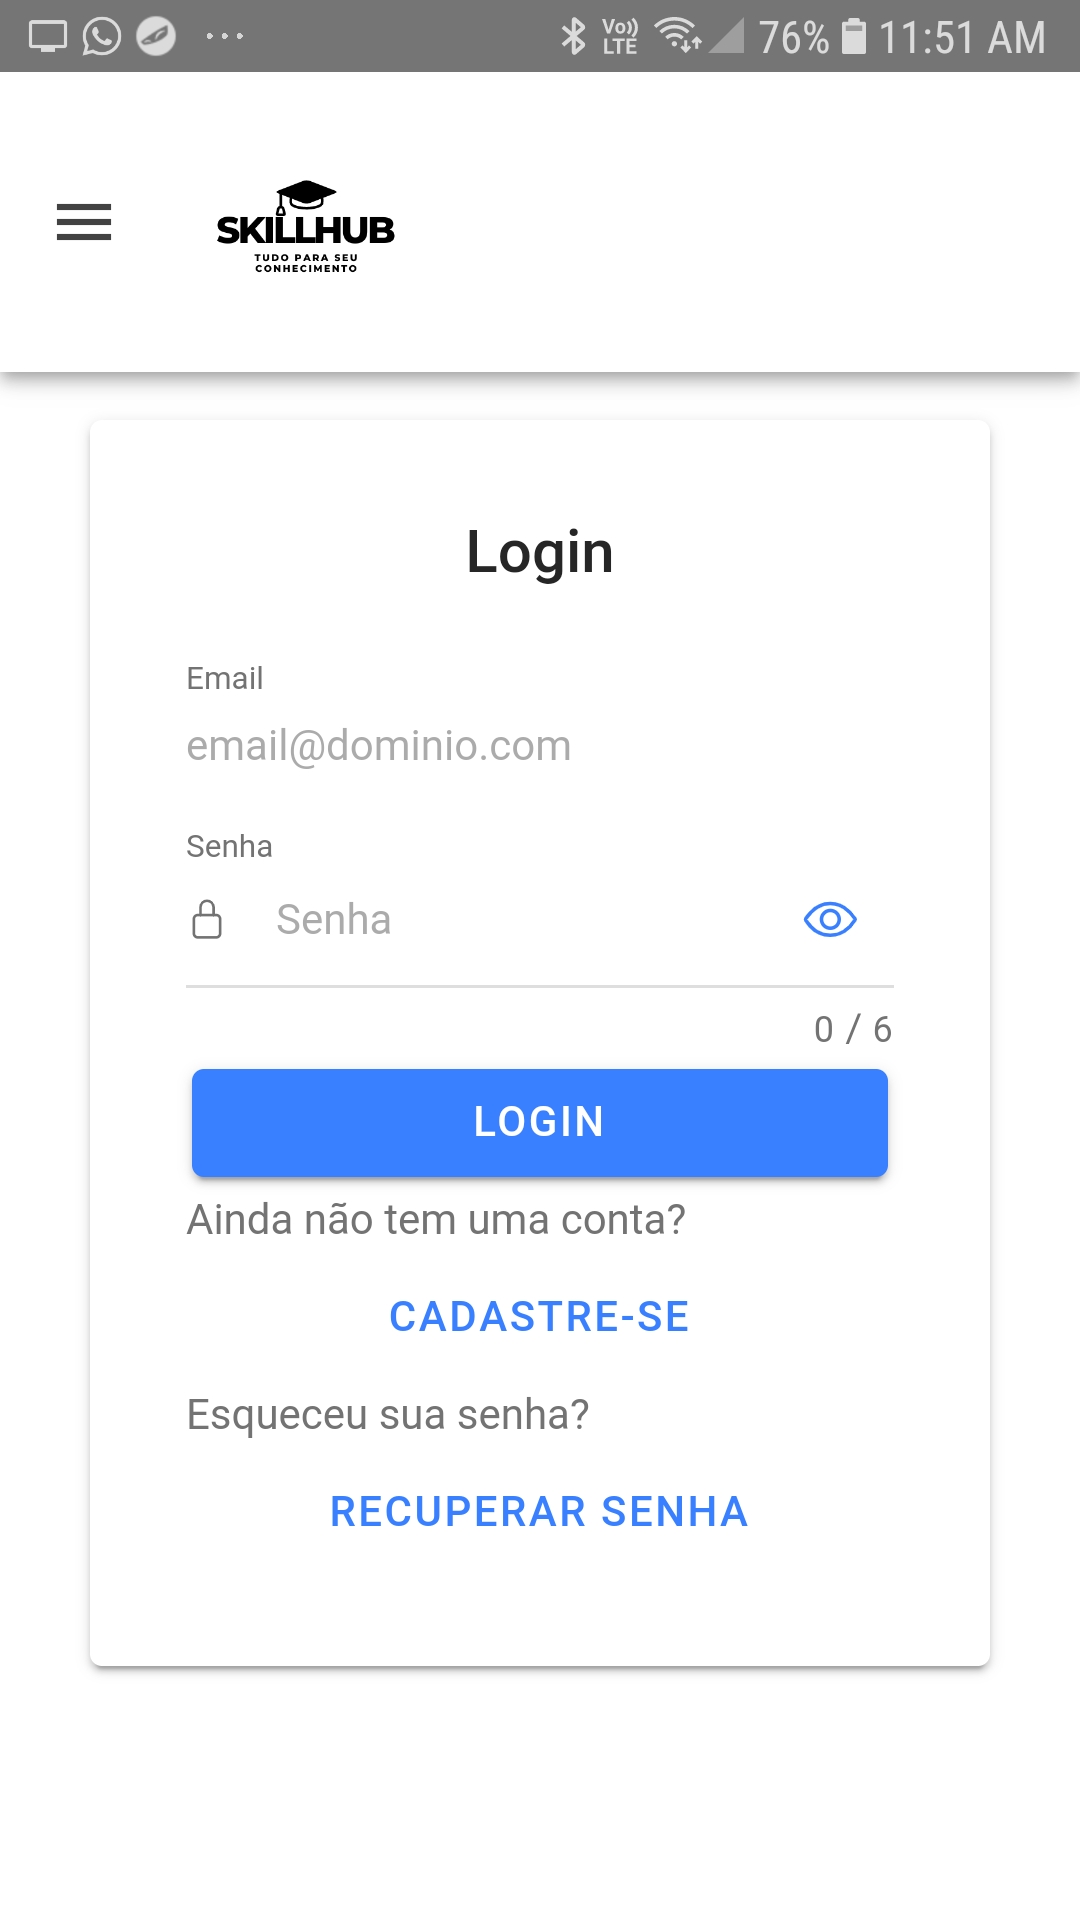 Vo)) LTE 76% 11:51 AM
SKILLHUB
TUDO PARA SEU
CONHECIMENTO
Login
Email
email@dominio.com
Senha
Senha
0 / 6
LOGIN
Ainda não tem uma conta?
CADASTRE-SE
Esqueceu sua senha?
RECUPERAR SENHA